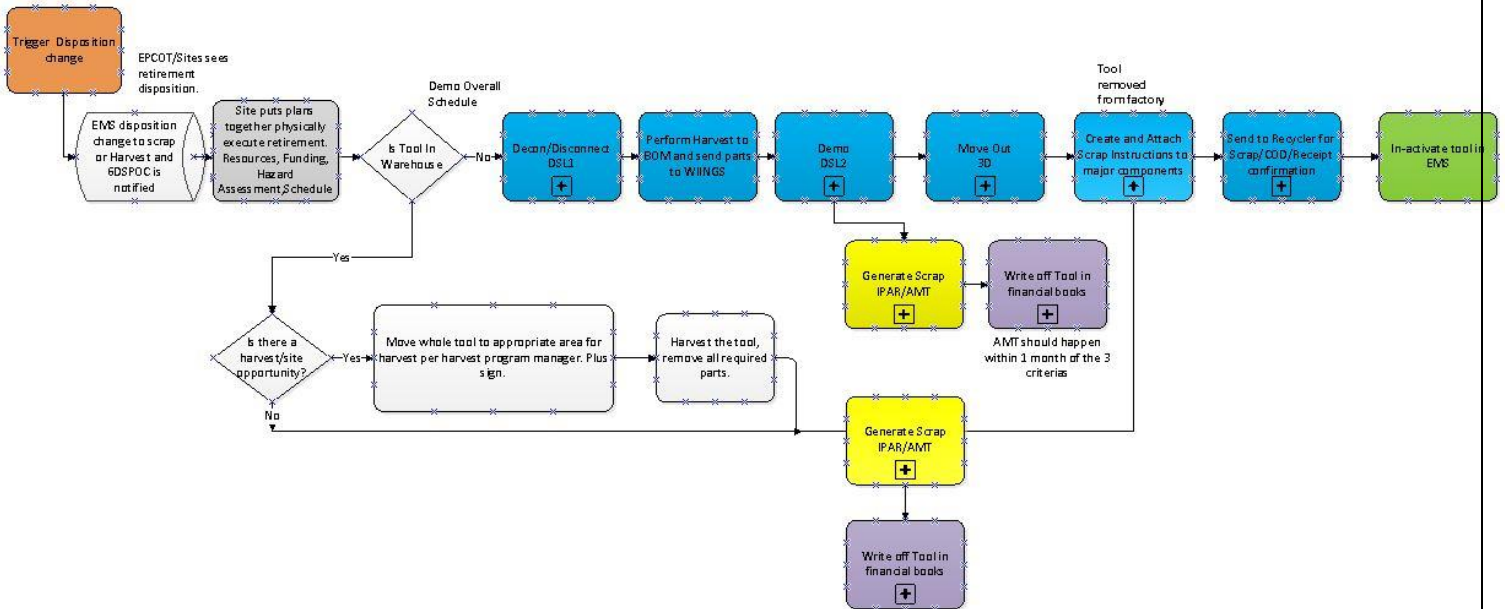 Trigger Disposition
change
EPCOT/Sites sees
retirement
disposition.
EMS disposition
change to scrap
or Harvest and
6DSPOC is
notified
Site puts plans
together physically
execute retirement.
Resources, Funding,
Hazard
Assessment,Schedule
Demo Overall
Schedule
Is Tool In
Warehouse
No
Decon/Disconnect
DSL1
Perform Harvest to
BOM and send parts
to WIINGS
Demo
DSL2
Move Out
3D
Tool
removed
from factory
Create and Attach
Scrap Instructions to
major components
Send to Recycler for
Scrap/COD/Receipt
confirmation
In-activate tool in
EMS
Yes
Generate Scrap
IPAR/AMT
Write off Tool in
financial books
AMT should happen
within 1 month of the 3
criterias
Is there a
harvest/site
opportunity?
Yes
Move whole tool to appropriate area for
harvest per harvest program manager. Plus
sign.
Harvest the tool,
remove all required
parts.
No
Generate Scrap
IPAR/AMT
Write off Tool in
financial books